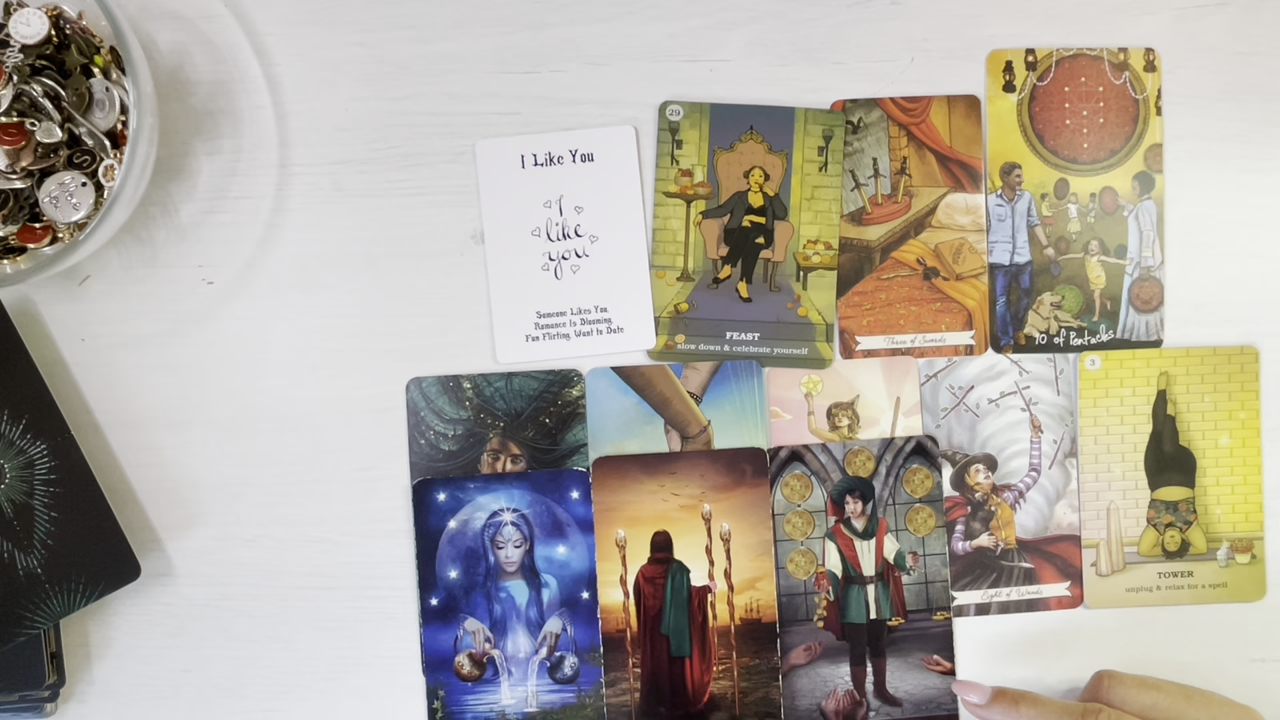 I Like You
I
like
you
Someone Likes You.
Romance Is Blooming.
Fun Flirting. Want to Date
29
FEAST
slow down & celebrate yourself
Three of Swords
10 of Pentacles
Eight of Wands
3
TOWER
unplug & relax for a spell
S